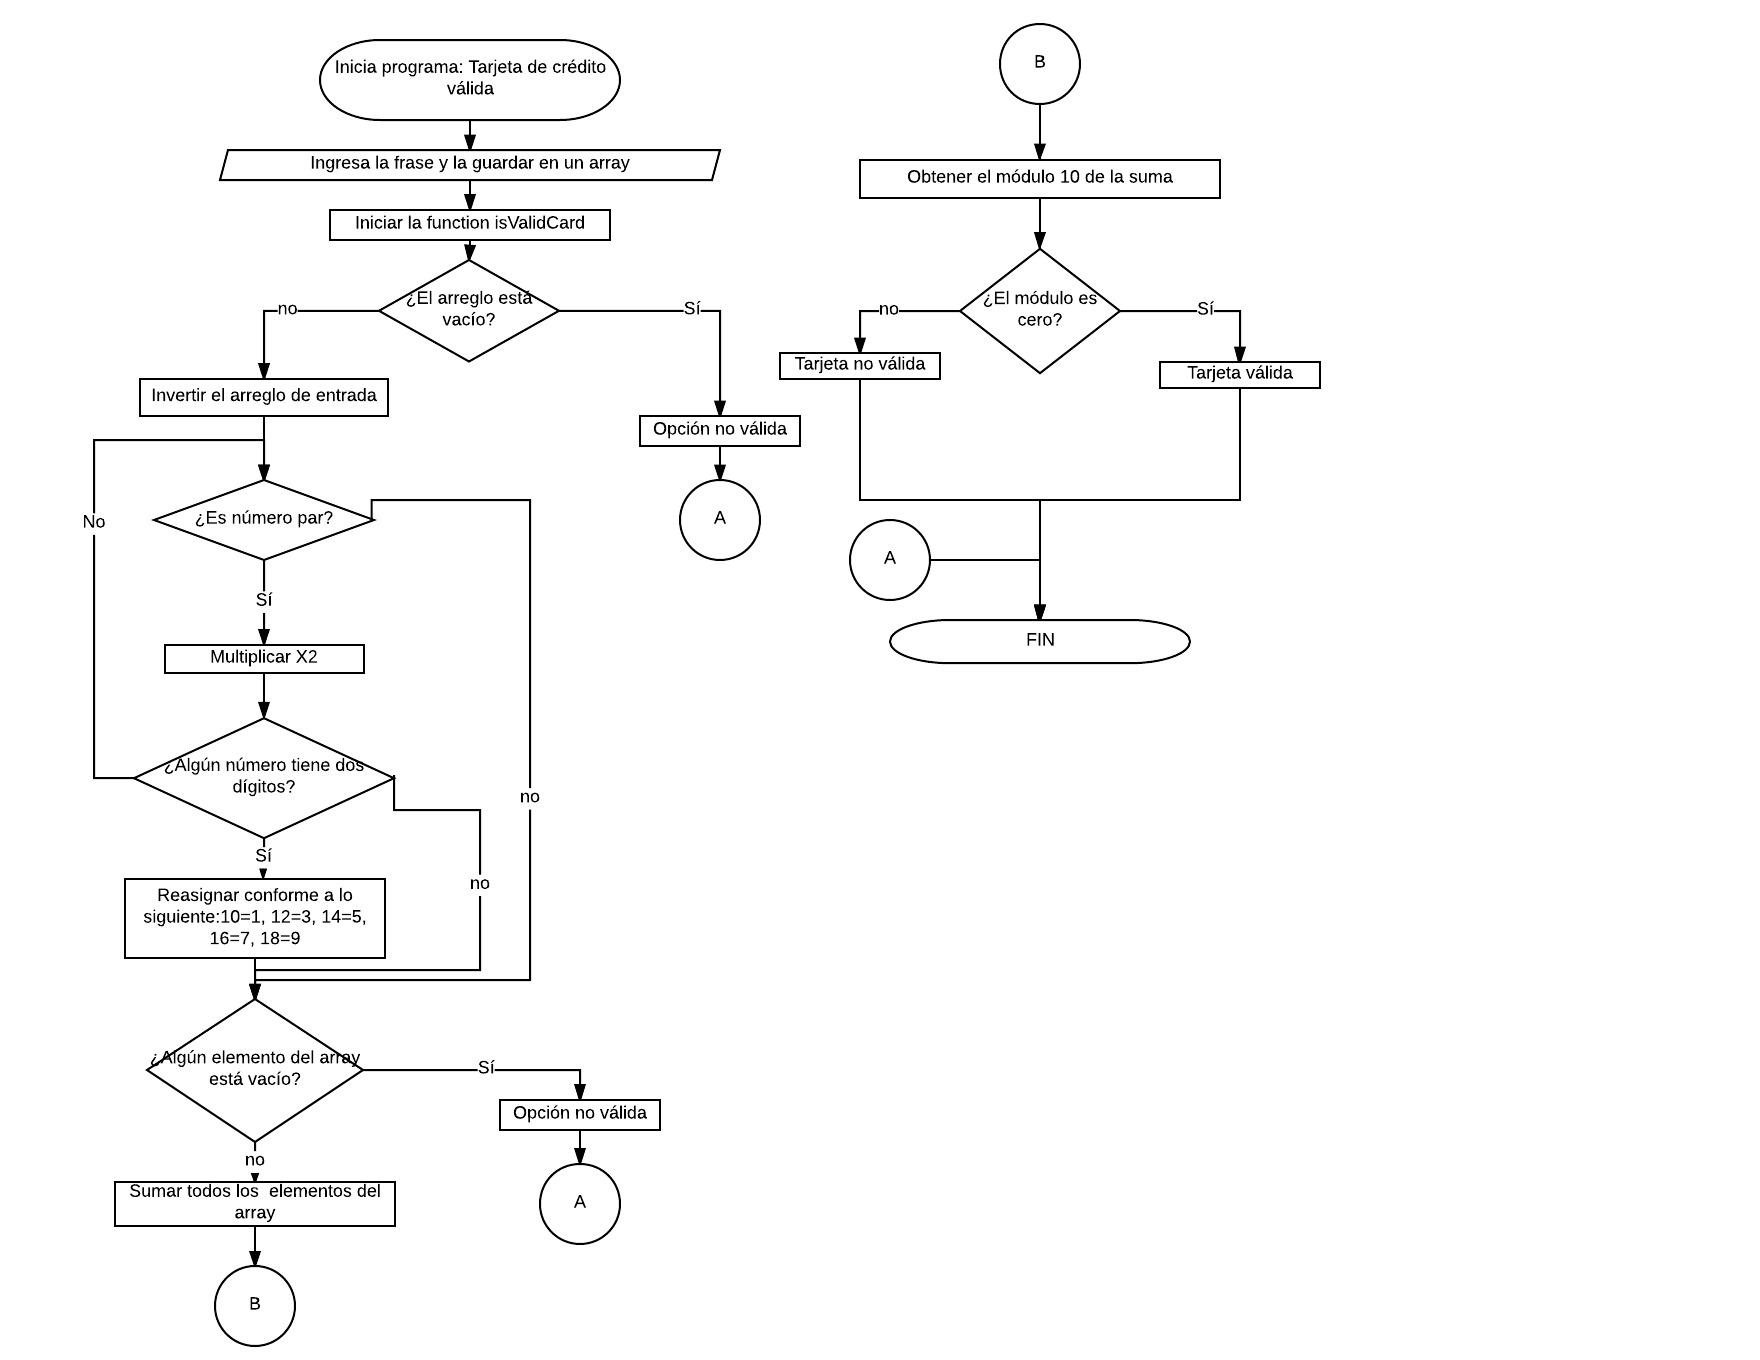 Inicia programa: Tarjeta de crédito
válida
Ingresa la frase y la guardar en un array
Iniciar la function isValidCard
¿El arreglo está
vacío?
no
Sí
Invertir el arreglo de entrada
Opción no válida
A
¿Es número par?
No
Sí
Multiplicar X2
¿Algún número tiene dos
dígitos?
no
Sí
no
Reasignar conforme a lo
siguiente:10=1, 12=3, 14=5,
16=7, 18=9
¿Algún elemento del array
está vacío?
Sí
Opción no válida
A
no
Sumar todos los  elementos del
array
B
B
Obtener el módulo 10 de la suma
¿El módulo es
cero?
no
Sí
Tarjeta no válida
Tarjeta válida
A
FIN